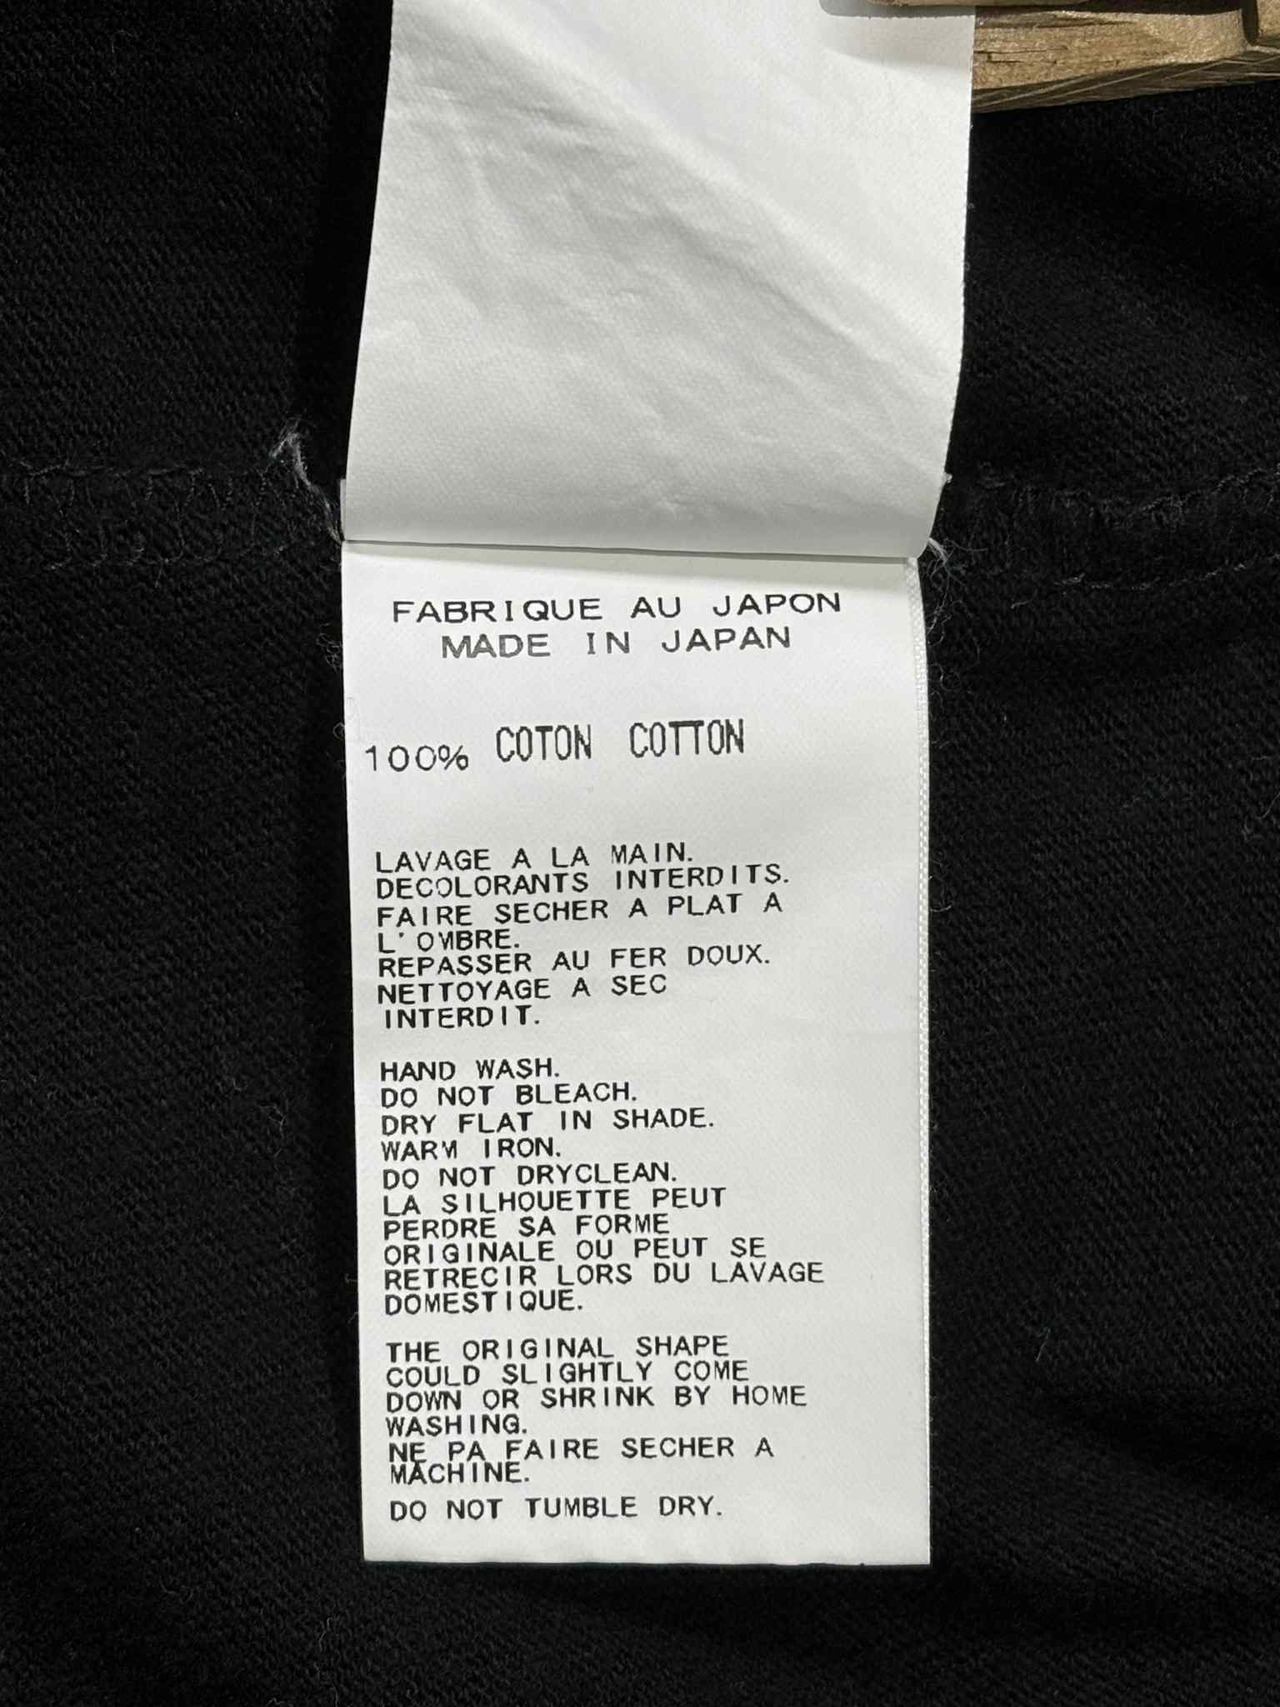 FABRIQUE AU JAPON
MADE IN JAPAN
100% COTON COTTON
LAVAGE A LA MAIN.
DECOLORANTS INTERDITS.
FAIRE SECHER A PLAT A
L'OMBRE.
REPASSER AU FER DOUX.
NETTOYAGE A SEC
INTERDIT.
HAND WASH.
DO NOT BLEACH.
DRY FLAT IN SHADE.
WARM IRON.
DO NOT DRYCLEAN.
LA SILHOUETTE PEUT
PERDRE SA FORME
ORIGINALE OU PEUT SE
RETRECIR LORS DU LAVAGE
DOMESTIQUE.
THE ORIGINAL SHAPE
COULD SLIGHTLY COME
DOWN OR SHRINK BY HOME
WASHING.
NE PA FAIRE SECHER A
MACHINE.
DO NOT TUMBLE DRY.